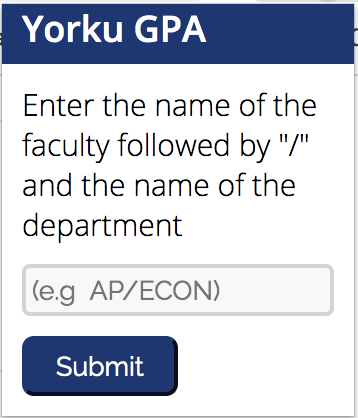 Yorku GPA
Enter the name of the
faculty followed by "/"
and the name of the
department
(e.g  AP/ECON)
Submit